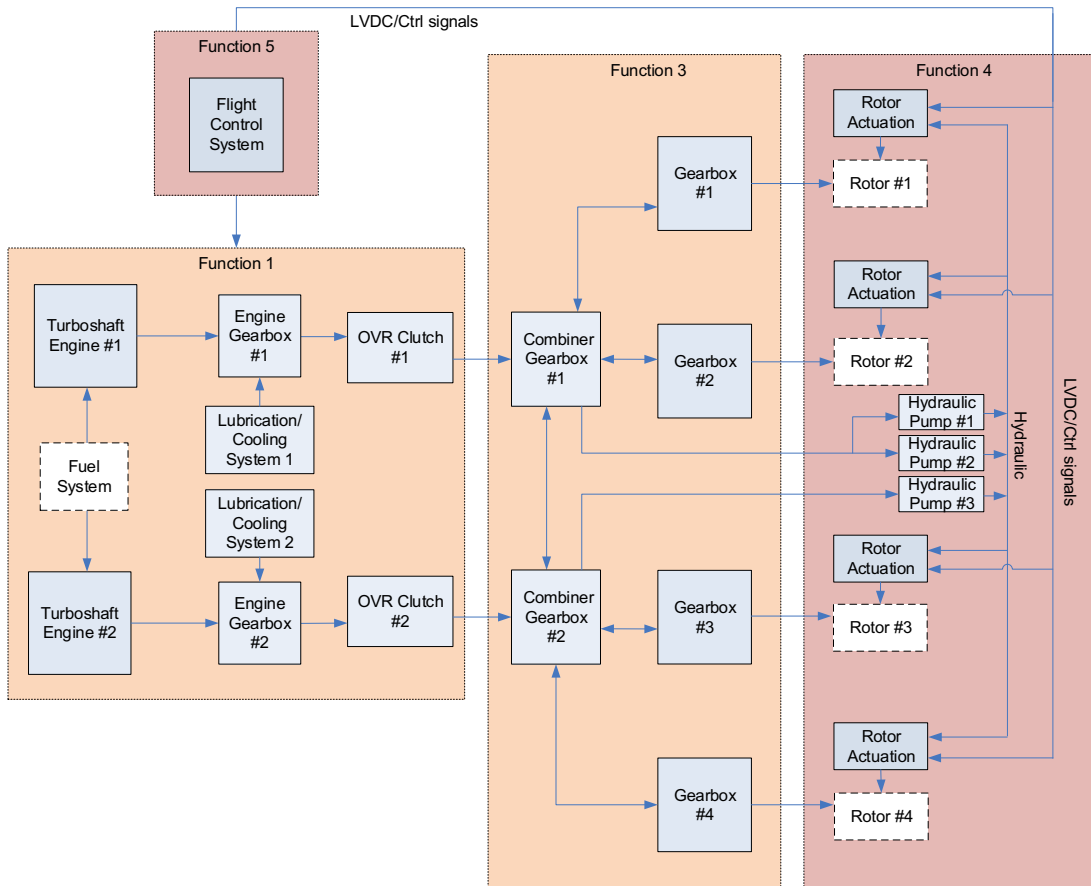 LVDC/Ctrl signals
Function 5
Flight
Control
System
Function 1
Turboshaft
Engine #1
Engine
Gearbox
#1
OVR Clutch
#1
Lubrication/
Cooling
System 1
Fuel
System
Lubrication/
Cooling
System 2
Turboshaft
Engine #2
Engine
Gearbox
#2
OVR Clutch
#2
Function 3
Gearbox
#1
Combiner
Gearbox
#1
Gearbox
#2
Combiner
Gearbox
#2
Gearbox
#3
Gearbox
#4
Function 4
Rotor
Actuation
Rotor #1
Rotor
Actuation
Rotor #2
Hydraulic
Pump #1
Hydraulic
Pump #2
Hydraulic
Pump #3
Hydraulic
LVDC/Ctrl signals
Rotor
Actuation
Rotor #3
Rotor
Actuation
Rotor #4